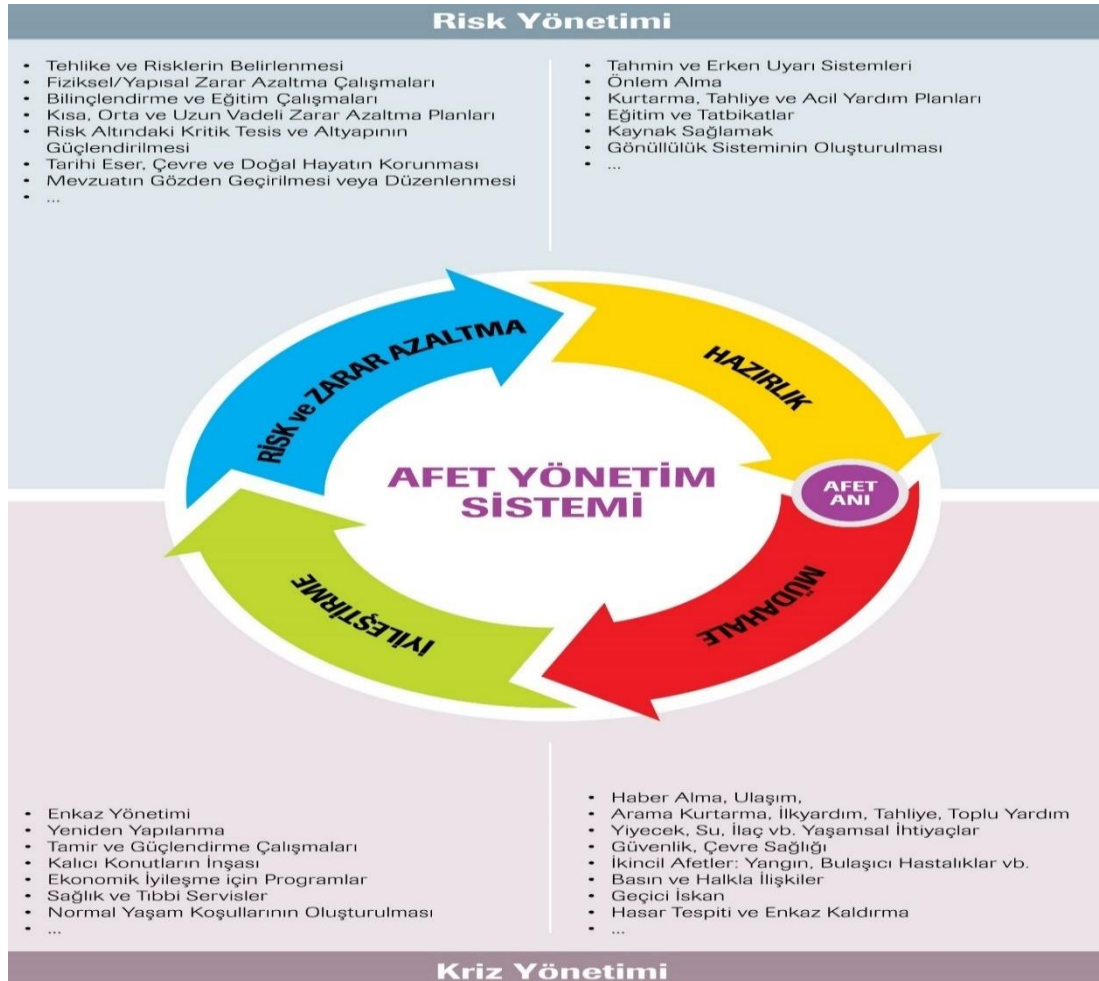 Risk Yönetimi
• Tehlike ve Risklerin Belirlenmesi
• Fiziksel/Yapısal Zarar Azaltma Çalışmaları
• Bilinçlendirme ve Eğitim Çalışmaları
• Kısa, Orta ve Uzun Vadeli Zarar Azaltma Planları
• Risk Altındaki Kritik Tesis ve Altyapının
Güçlendirilmesi
• Tarihi Eser, Çevre ve Doğal Hayatın Korunması
• Mevzuatın Gözden Geçirilmesi veya Düzenlenmesi
• ...
• Tahmin ve Erken Uyarı Sistemleri
• Önlem Alma
• Kurtarma, Tahliye ve Acil Yardım Planları
• Eğitim ve Tatbikatlar
• Kaynak Sağlamak
• Gönüllülük Sisteminin Oluşturulması
• ...
RİSK ve ZARAR AZALTMA
HAZIRLIK
AFET YÖNETİM
SİSTEMİ
AFET
ANI
MÜDAHALE
İYİLEŞTİRME
• Enkaz Yönetimi
• Yeniden Yapılanma
• Tamir ve Güçlendirme Çalışmaları
• Kalıcı Konutların İnşası
• Ekonomik İyileşme için Programlar
• Sağlık ve Tıbbi Servisler
• Normal Yaşam Koşullarının Oluşturulması
• ...
• Haber Alma, Ulaşım,
• Arama Kurtarma, İlkyardım, Tahliye, Toplu Yardım
• Yiyecek, Su, İlaç vb. Yaşamsal İhtiyaçlar
• Güvenlik, Çevre Sağlığı
• İkincil Afetler: Yangın, Bulaşıcı Hastalıklar vb.
• Basın ve Halkla İlişkiler
• Geçici İskan
• Hasar Tespiti ve Enkaz Kaldırma
• ...
Kriz Yönetimi